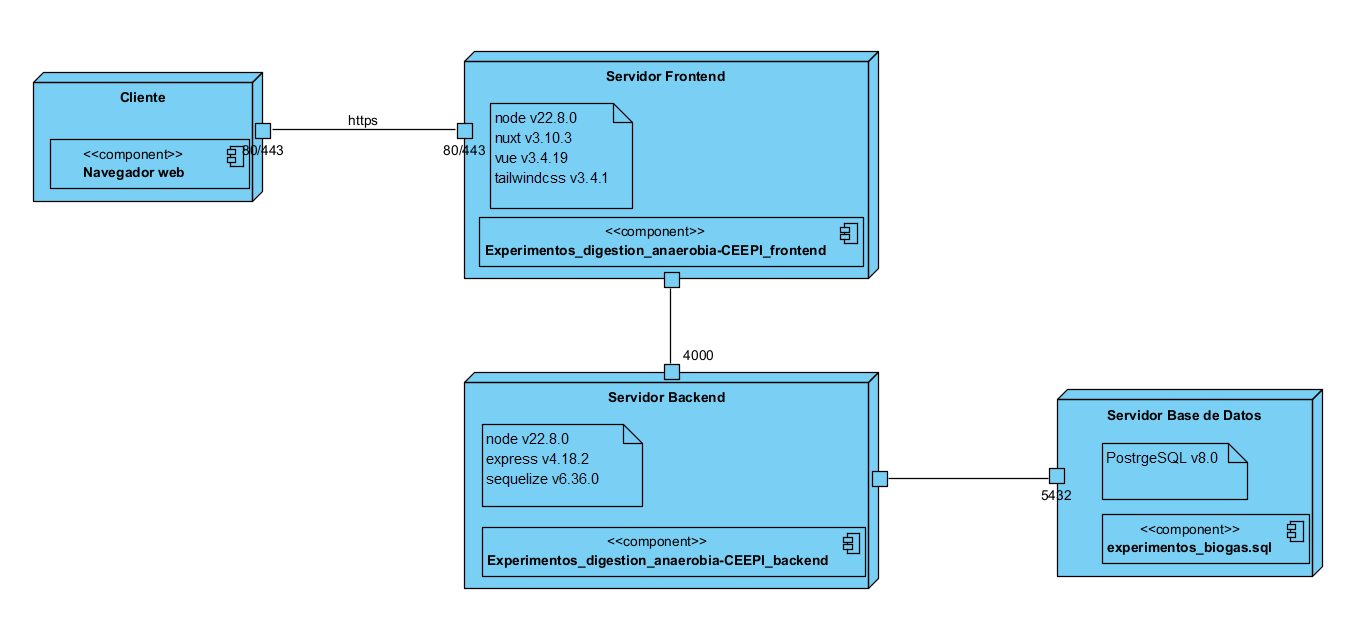 Cliente
<<component>>
Navegador web
80/443
https
80/443
Servidor Frontend
node v22.8.0
nuxt v3.10.3
vue v3.4.19
tailwindcss v3.4.1
<<component>>
Experimentos_digestion_anaerobia-CEEPI_frontend
4000
Servidor Backend
node v22.8.0
express v4.18.2
sequelize v6.36.0
<<component>>
Experimentos_digestion_anaerobia-CEEPI_backend
5432
Servidor Base de Datos
PostrgeSQL v8.0
<<component>>
experimentos_biogas.sql